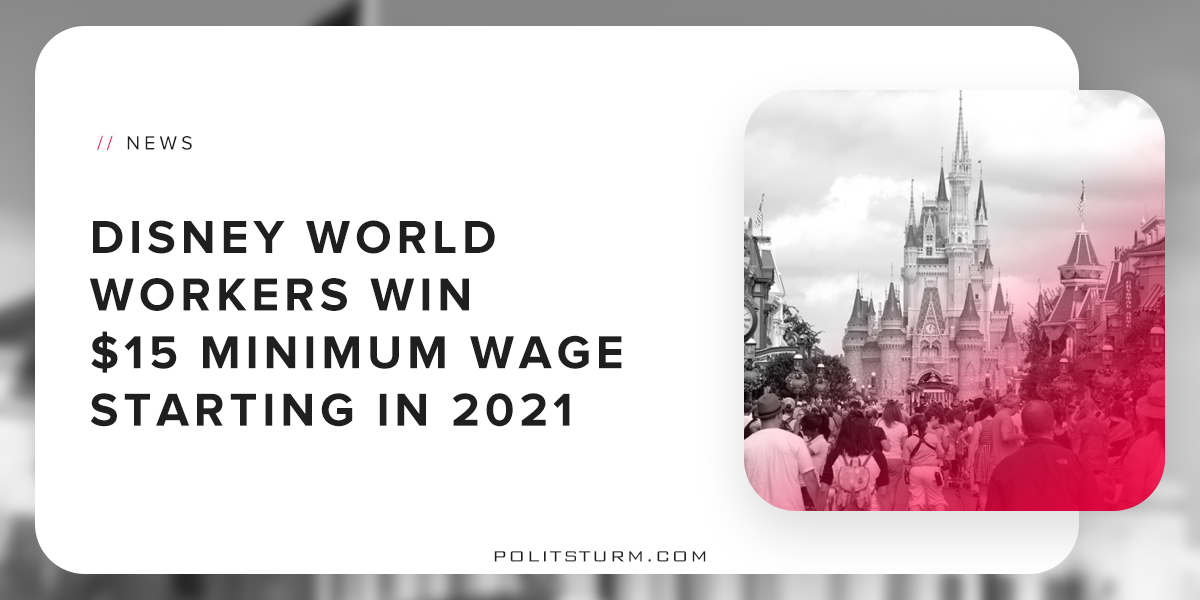 // NEWS
DISNEY WORLD
WORKERS WIN
$15 MINIMUM WAGE
STARTING IN 2021
POLITSTURM.COM